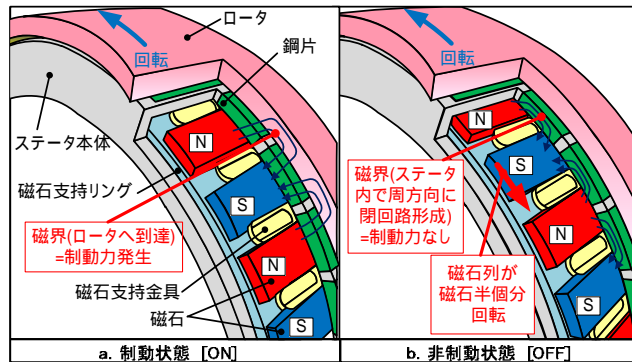 ロータ
回転
鋼片
N
ステータ本体
磁石支持リング
S
磁界(ロータへ到達)
=制動力発生
N
磁石支持金具
磁石
S
a. 制動状態 [ON]
回転
N
磁界(ステータ
内で周方向に
閉回路形成)
=制動力なし
S
N
磁石列が
磁石半個分
回転
S
b. 非制動状態 [OFF]